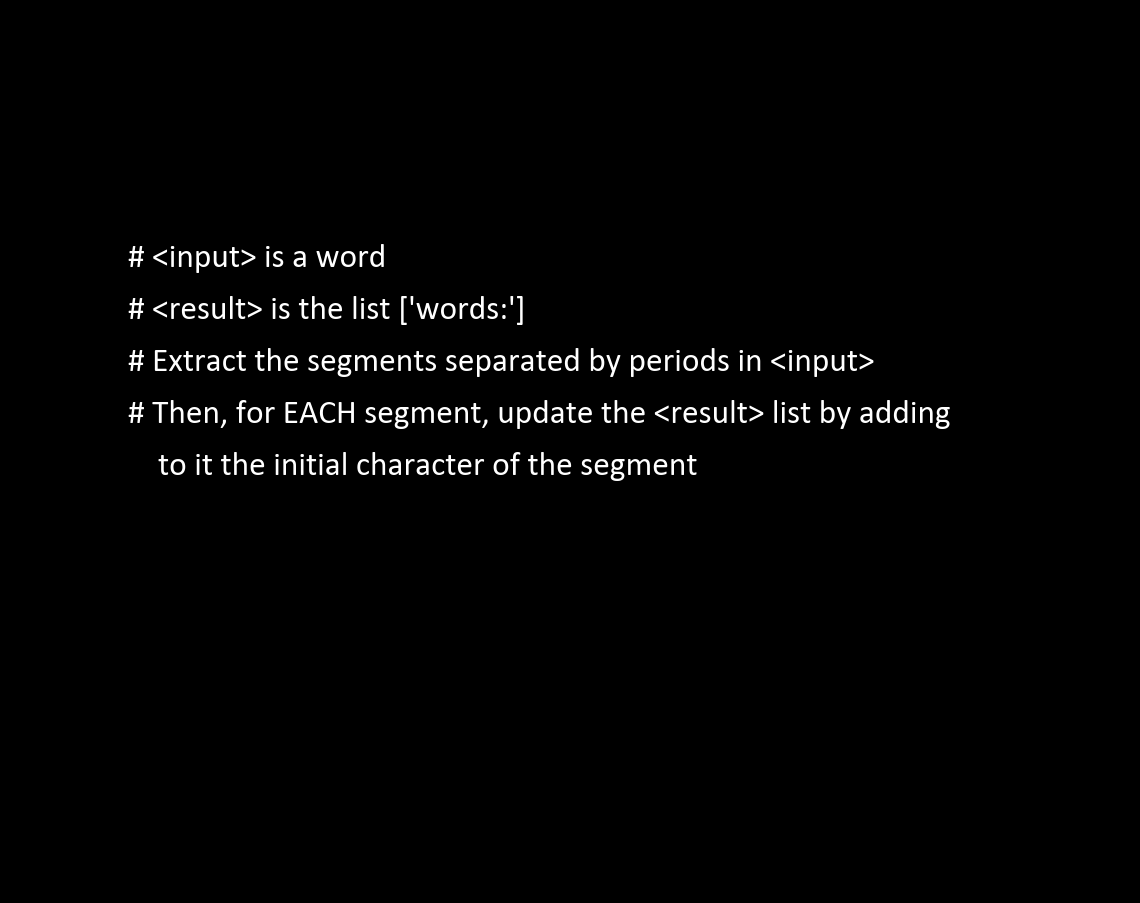 # <input> is a word
# <result> is the list ['words:']
# Extract the segments separated by periods in <input>
# Then, for EACH segment, update the <result> list by adding
to it the initial character of the segment